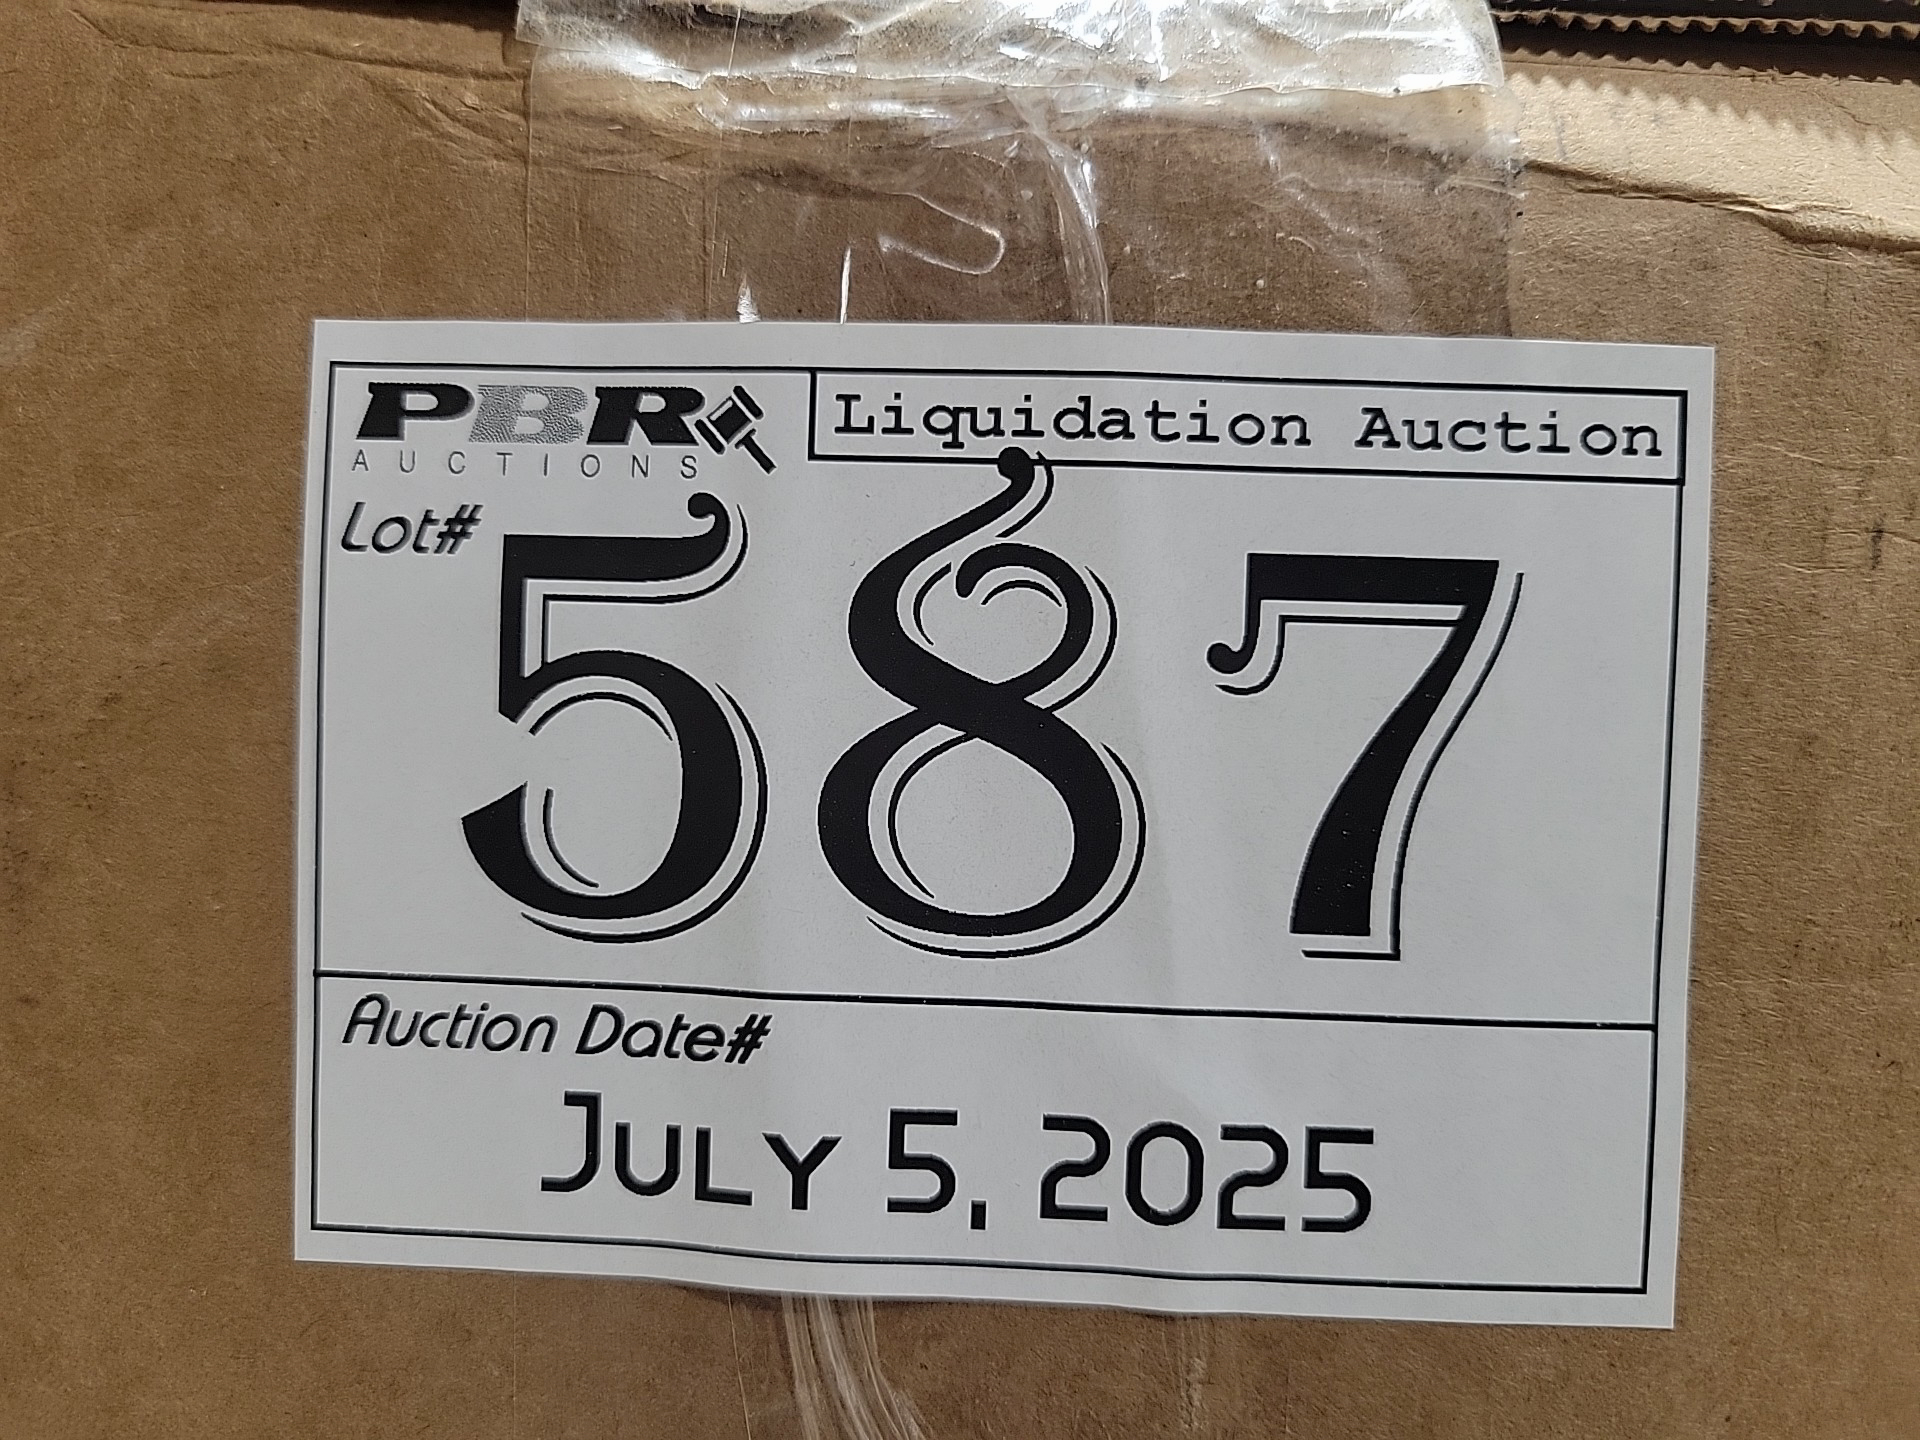 PBR
AUCTIONS
Liquidation Auction
Lot#
587
Auction Date#
July 5, 2025